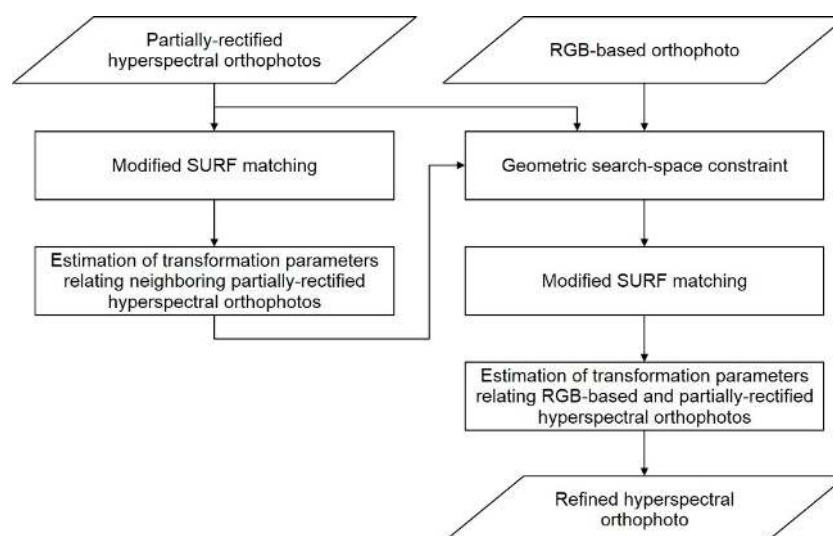 Partially-rectified
hyperspectral orthophotos
RGB-based orthophoto
Modified SURF matching
Geometric search-space constraint
Estimation of transformation parameters
relating neighboring partially-rectified
hyperspectral orthophotos
Modified SURF matching
Estimation of transformation parameters
relating RGB-based and partially-rectified
hyperspectral orthophotos
Refined hyperspectral
orthophoto